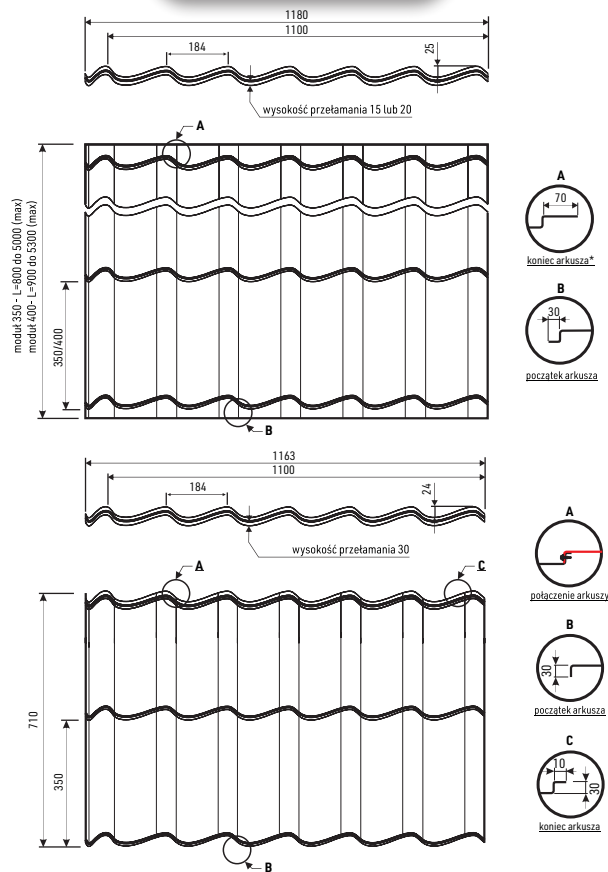 1180
1100
184
25
wysokość przełamania 15 lub 20
A
moduł 350 - L=800 do 5000 (max)
moduł 400- L=900 do 5300 (max)
350/400
B
A
70
koniec arkusza*
B
30
początek arkusza
1163
1100
184
24
wysokość przełamania 30
A
C
710
350
B
A
połączenie arkuszy
B
30
początek arkusza
C
10
30
koniec arkusza